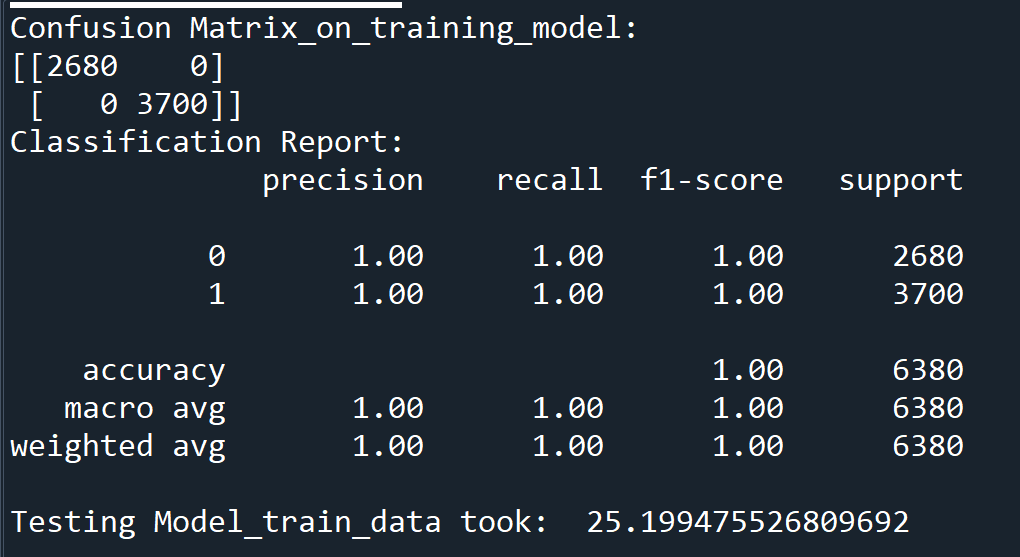 Confusion Matrix_on_training_model:
[[2680    0]
 [   0 3700]]
Classification Report:
              precision    recall  f1-score   support

           0       1.00      1.00      1.00      2680
           1       1.00      1.00      1.00      3700

    accuracy                           1.00      6380
   macro avg       1.00      1.00      1.00      6380
weighted avg       1.00      1.00      1.00      6380

Testing Model_train_data took:  25.199475526809692